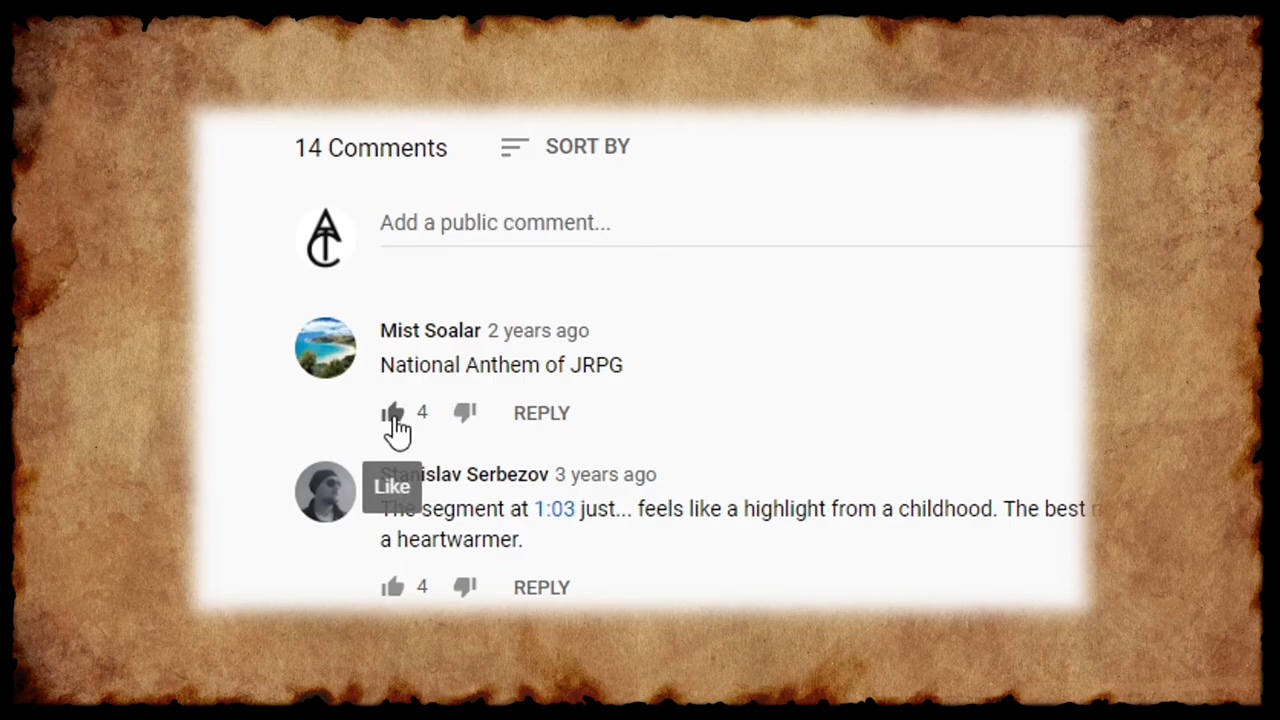 14 Comments SORT BY
Add a public comment...
Mist Soalar 2 years ago
National Anthem of JRPG
4 REPLY
Stanislav Serbezov 3 years ago
Like
The segment at 1:03 just... feels like a highlight from a childhood. The best
a heartwarmer.
4 REPLY